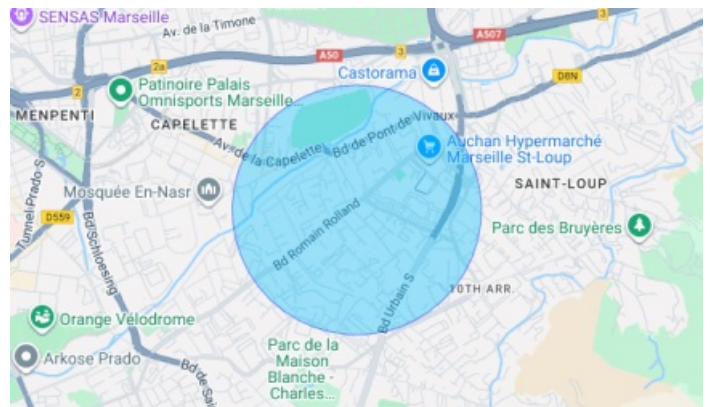 SENSAS Marseille
Av. de la Timone
A507
3
A50
3
2a
Castorama
D8N
2
Patinoire Palais
Omnisports Marseille...
MENPENTI
CAPELETTE
Av. de la Capelette
Bd de Pont de Vivaux
Auchan Hypermarché
Marseille St-Loup
Tunnel Prado S
Mosquée En-Nasr
SAINT-LOUP
D559
Bd Schloesing
Bd Romain Rolland
Parc des Bruyères
10TH ARR.
Bd Urbain S
Orange Vélodrome
Arkose Prado
Parc de la
Maison
Blanche -
Charles...
Bd de Sai